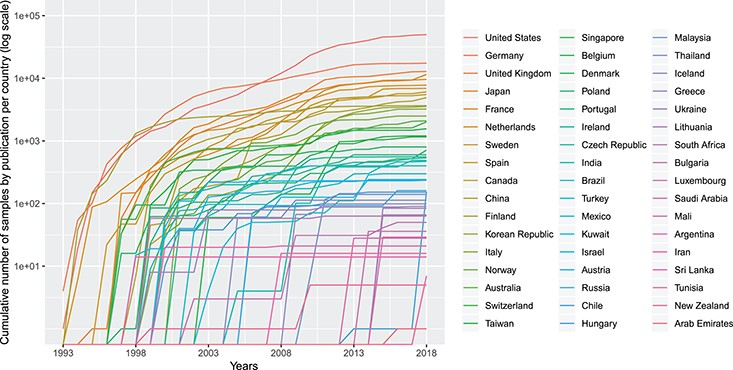 Cumulative number of samples by publication per country (log scale)
1e+05
1e+04
1e+03
1e+02
1e+01
1993
1998
2003
2008
2013
2018
Years
United States
Germany
United Kingdom
Japan
France
Netherlands
Sweden
Spain
Canada
China
Finland
Korean Republic
Italy
Norway
Australia
Switzerland
Taiwan
Singapore
Belgium
Denmark
Poland
Portugal
Ireland
Czech Republic
India
Brazil
Turkey
Mexico
Kuwait
Israel
Austria
Russia
Chile
Hungary
Malaysia
Thailand
Iceland
Greece
Ukraine
Lithuania
South Africa
Bulgaria
Luxembourg
Saudi Arabia
Mali
Argentina
Iran
Sri Lanka
Tunisia
New Zealand
Arab Emirates